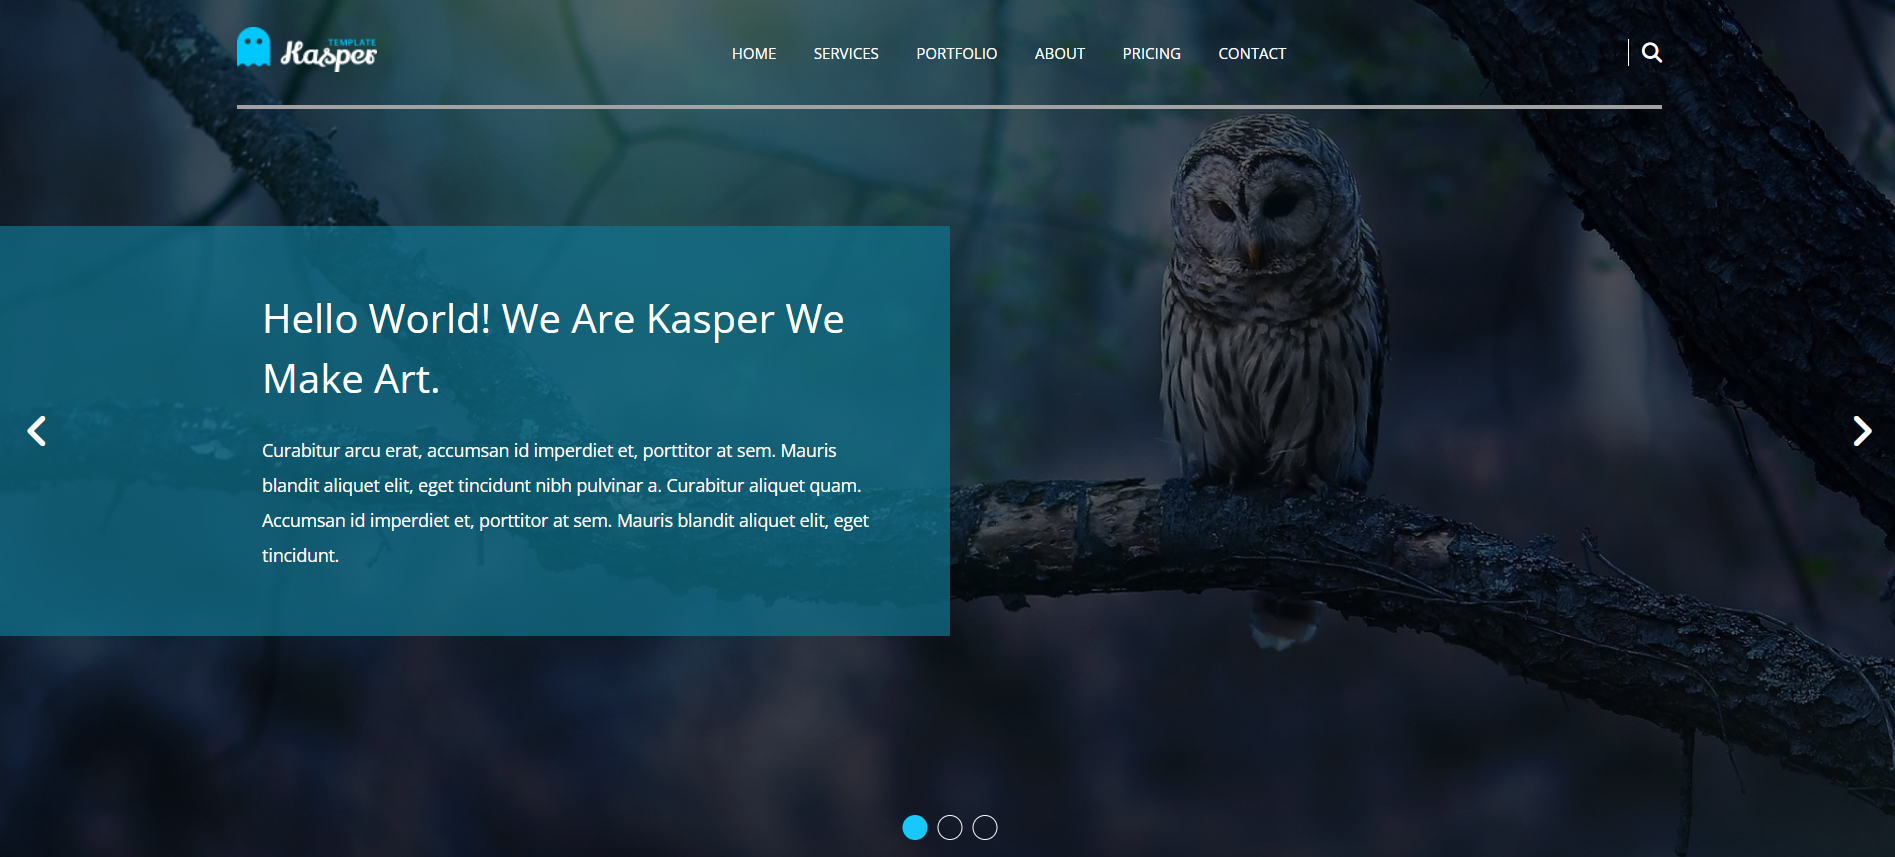 TEMPLATE
Kasper
HOME SERVICES PORTFOLIO ABOUT PRICING CONTACT
Hello World! We Are Kasper We
Make Art.
Curabitur arcu erat, accumsan id imperdiet et, porttitor at sem. Mauris
blandit aliquet elit, eget tincidunt nibh pulvinar a. Curabitur aliquet quam.
Accumsan id imperdiet et, porttitor at sem. Mauris blandit aliquet elit, eget
tincidunt.